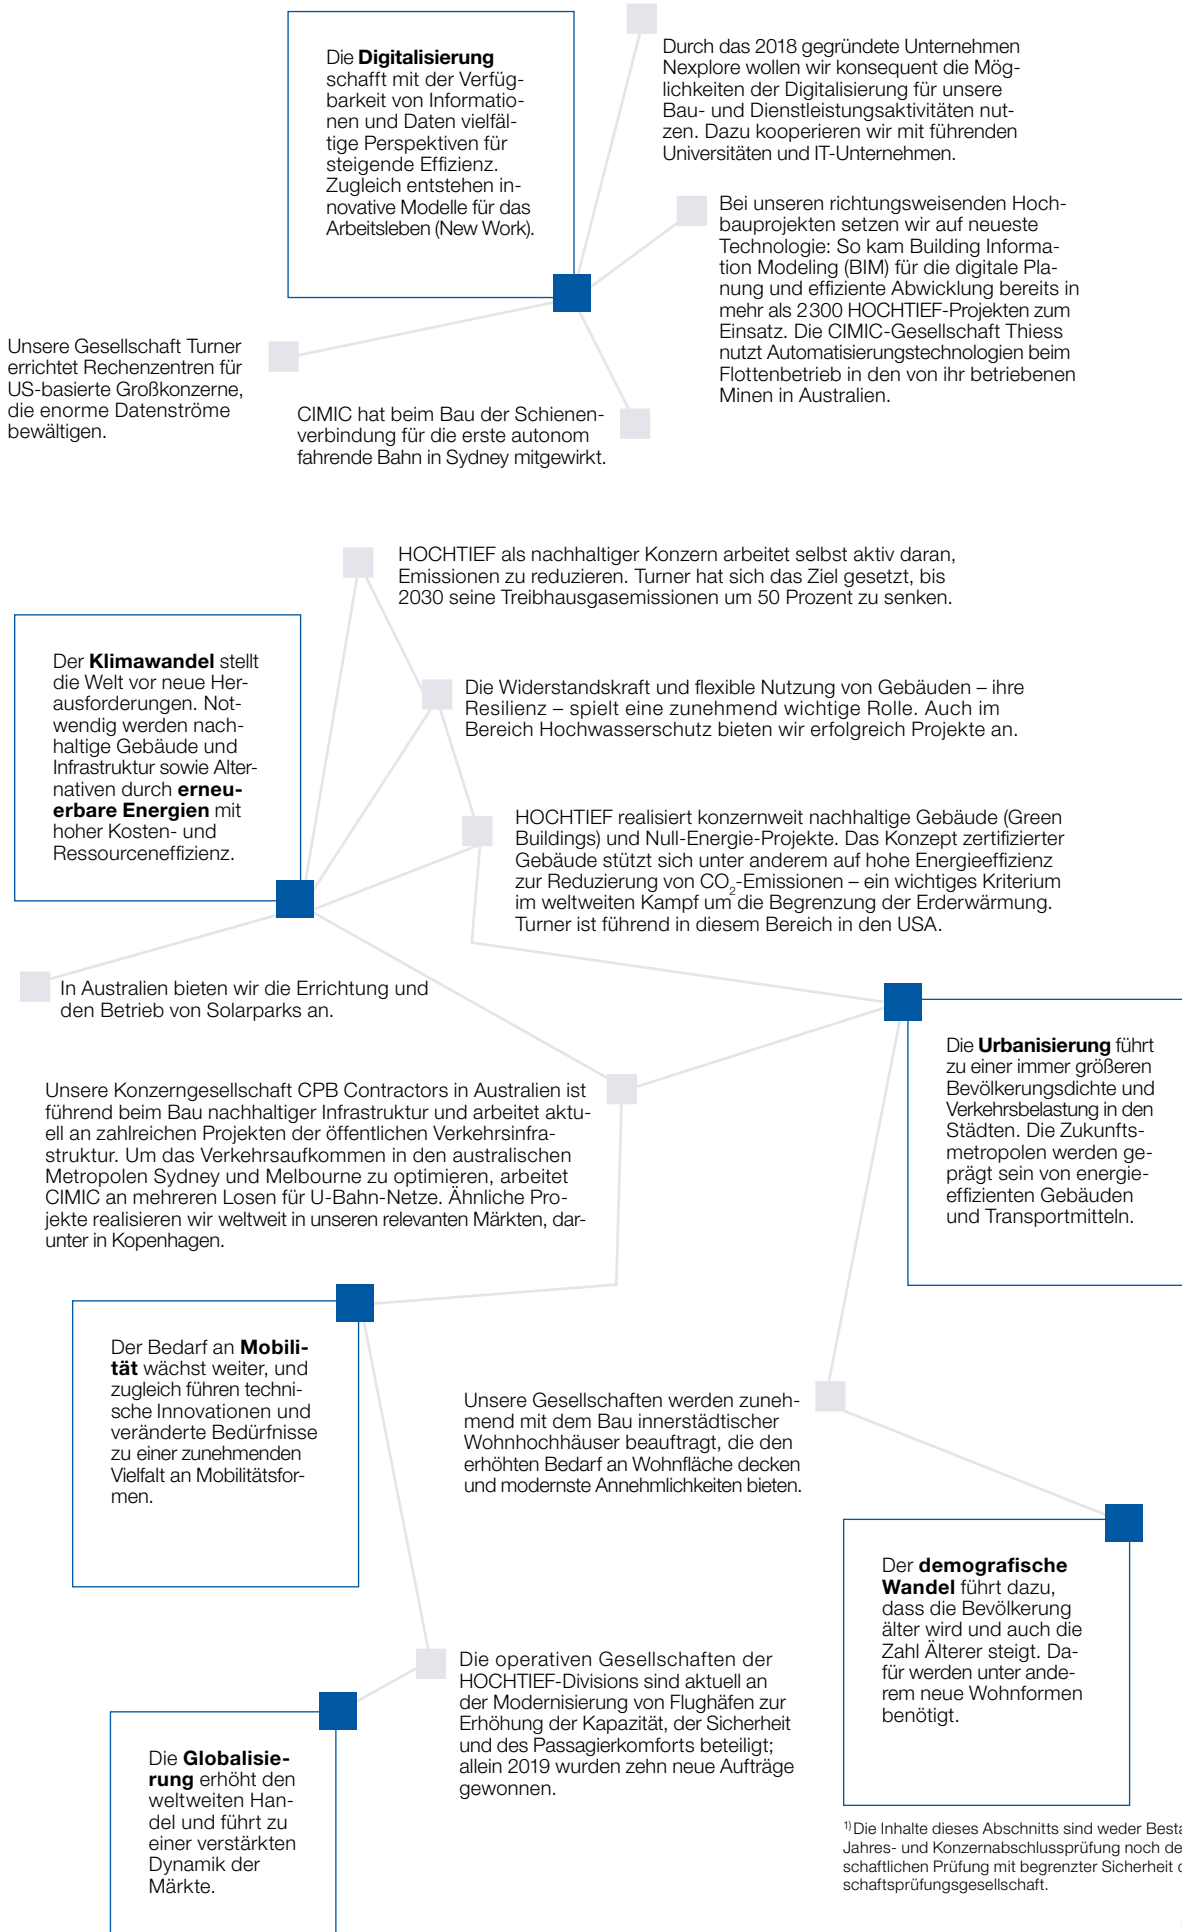 Die Digitalisierung
schafft mit der Verfüg-
barkeit von Informatio-
nen und Daten vielfäl-
tige Perspektiven für
steigende Effizienz.
Zugleich entstehen in-
novative Modelle für das
Arbeitsleben (New Work).
Durch das 2018 gegründete Unternehmen
Nexplore wollen wir konsequent die Mög-
lichkeiten der Digitalisierung für unsere
Bau- und Dienstleistungsaktivitäten nut-
zen. Dazu kooperieren wir mit führenden
Universitäten und IT-Unternehmen.
Bei unseren richtungsweisenden Hoch-
bauprojekten setzen wir auf neueste
Technologie: So kam Building Informa-
tion Modeling (BIM) für die digitale Pla-
nung und effiziente Abwicklung bereits in
mehr als 2300 HOCHTIEF-Projekten zum
Einsatz. Die CIMIC-Gesellschaft Thiess
nutzt Automatisierungstechnologien beim
Flottenbetrieb in den von ihr betriebenen
Minen in Australien.
Unsere Gesellschaft Turner
errichtet Rechenzentren für
US-basierte Großkonzerne,
die enorme Datenströme
bewältigen.
CIMIC hat beim Bau der Schienen-
verbindung für die erste autonom
fahrende Bahn in Sydney mitgewirkt.
HOCHTIEF als nachhaltiger Konzern arbeitet selbst aktiv daran,
Emissionen zu reduzieren. Turner hat sich das Ziel gesetzt, bis
2030 seine Treibhausgasemissionen um 50 Prozent zu senken.
Der Klimawandel stellt
die Welt vor neue Her-
ausforderungen. Not-
wendig werden nach-
haltige Gebäude und
Infrastruktur sowie Alter-
nativen durch erneu-
erbare Energien mit
hoher Kosten- und
Ressourceneffizienz.
Die Widerstandskraft und flexible Nutzung von Gebäuden – ihre
Resilienz – spielt eine zunehmend wichtige Rolle. Auch im
Bereich Hochwasserschutz bieten wir erfolgreich Projekte an.
HOCHTIEF realisiert konzernweit nachhaltige Gebäude (Green
Buildings) und Null-Energie-Projekte. Das Konzept zertifizierter
Gebäude stützt sich unter anderem auf hohe Energieeffizienz
zur Reduzierung von CO₂-Emissionen – ein wichtiges Kriterium
im weltweiten Kampf um die Begrenzung der Erderwärmung.
Turner ist führend in diesem Bereich in den USA.
In Australien bieten wir die Errichtung und
den Betrieb von Solarparks an.
Die Urbanisierung führt
zu einer immer größeren
Bevölkerungsdichte und
Verkehrsbelastung in den
Städten. Die Zukunfts-
metropolen werden ge-
prägt sein von energie-
effizienten Gebäuden
und Transportmitteln.
Unsere Konzerngesellschaft CPB Contractors in Australien ist
führend beim Bau nachhaltiger Infrastruktur und arbeitet aktu-
ell an zahlreichen Projekten der öffentlichen Verkehrsinfra-
struktur. Um das Verkehrsaufkommen in den australischen
Metropolen Sydney und Melbourne zu optimieren, arbeitet
CIMIC an mehreren Losen für U-Bahn-Netze. Ähnliche Pro-
jekte realisieren wir weltweit in unseren relevanten Märkten, dar-
unter in Kopenhagen.
Der Bedarf an Mobili-
tät wächst weiter, und
zugleich führen techni-
sche Innovationen und
veränderte Bedürfnisse
zu einer zunehmenden
Vielfalt an Mobilitätsfor-
men.
Unsere Gesellschaften werden zuneh-
mend mit dem Bau innerstädtischer
Wohnhochhäuser beauftragt, die den
erhöhten Bedarf an Wohnfläche decken
und modernste Annehmlichkeiten bieten.
Der demografische
Wandel führt dazu,
dass die Bevölkerung
älter wird und auch die
Zahl Älterer steigt. Da-
für werden unter ande-
rem neue Wohnformen
benötigt.
Die operativen Gesellschaften der
HOCHTIEF-Divisions sind aktuell an
der Modernisierung von Flughäfen zur
Erhöhung der Kapazität, der Sicherheit
und des Passagierkomforts beteiligt;
allein 2019 wurden zehn neue Aufträge
gewonnen.
Die Globalisie-
rung erhöht den
weltweiten Han-
del und führt zu
einer verstärkten
Dynamik der
Märkte.
1) Die Inhalte dieses Abschnitts sind weder
Jahres- und Konzernabschlussprüfung noch
schaftlichen Prüfung mit begrenzter Sicherheit
schaftsprüfungsgesellschaft.